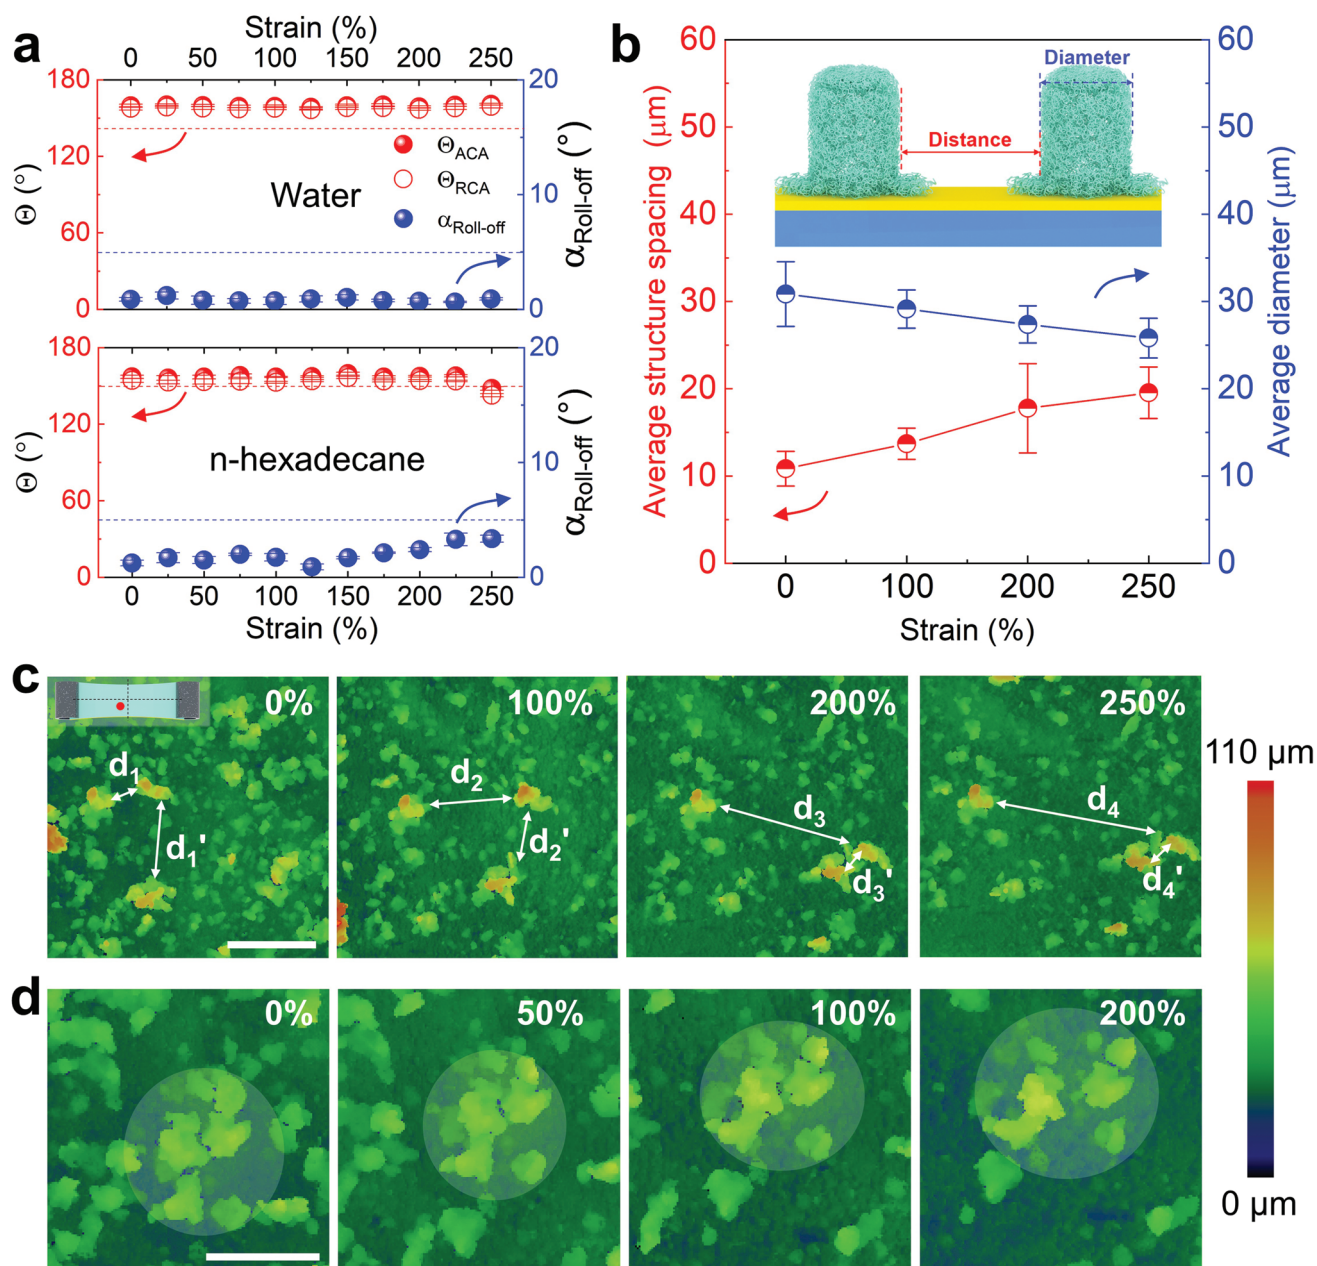 a
Strain (%)
0 50 100 150 200 250
180
120
60
0
Θ (°)
20
10
0
αRoll-off (°)
ΘACA
ΘRCA
αRoll-off
Water
180
120
60
0
Θ (°)
20
10
0
αRoll-off (°)
n-hexadecane
0 50 100 150 200 250
Strain (%)
b
60
50
40
30
20
10
0
Average structure spacing (μm)
60
50
40
30
20
10
0
Average diameter (μm)
Diameter
Distance
0 100 200 250
Strain (%)
c
0%
d1
d1'
100%
d2
d2'
200%
d3
d3'
250%
d4
d4'
110 μm
0 μm
d
0%
50%
100%
200%